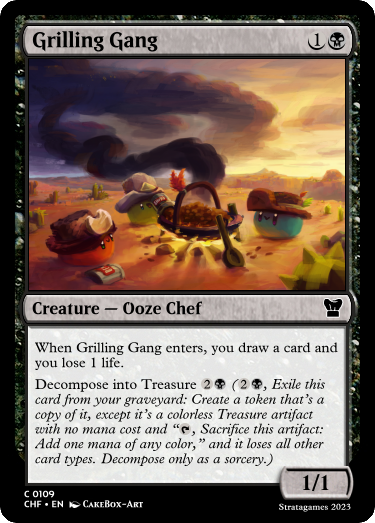 Grilling Gang 1
Creature — Ooze Chef
When Grilling Gang enters, you draw a card and
you lose 1 life.
Decompose into Treasure 2 (2, Exile this
card from your graveyard: Create a token that's a
copy of it, except it's a colorless Treasure artifact
with no mana cost and “, Sacrifice this artifact:
Add one mana of any color,” and it loses all other
card types. Decompose only as a sorcery.)
1/1
C 0109
CHF • EN CakeBox-Art
Stratagames 2023